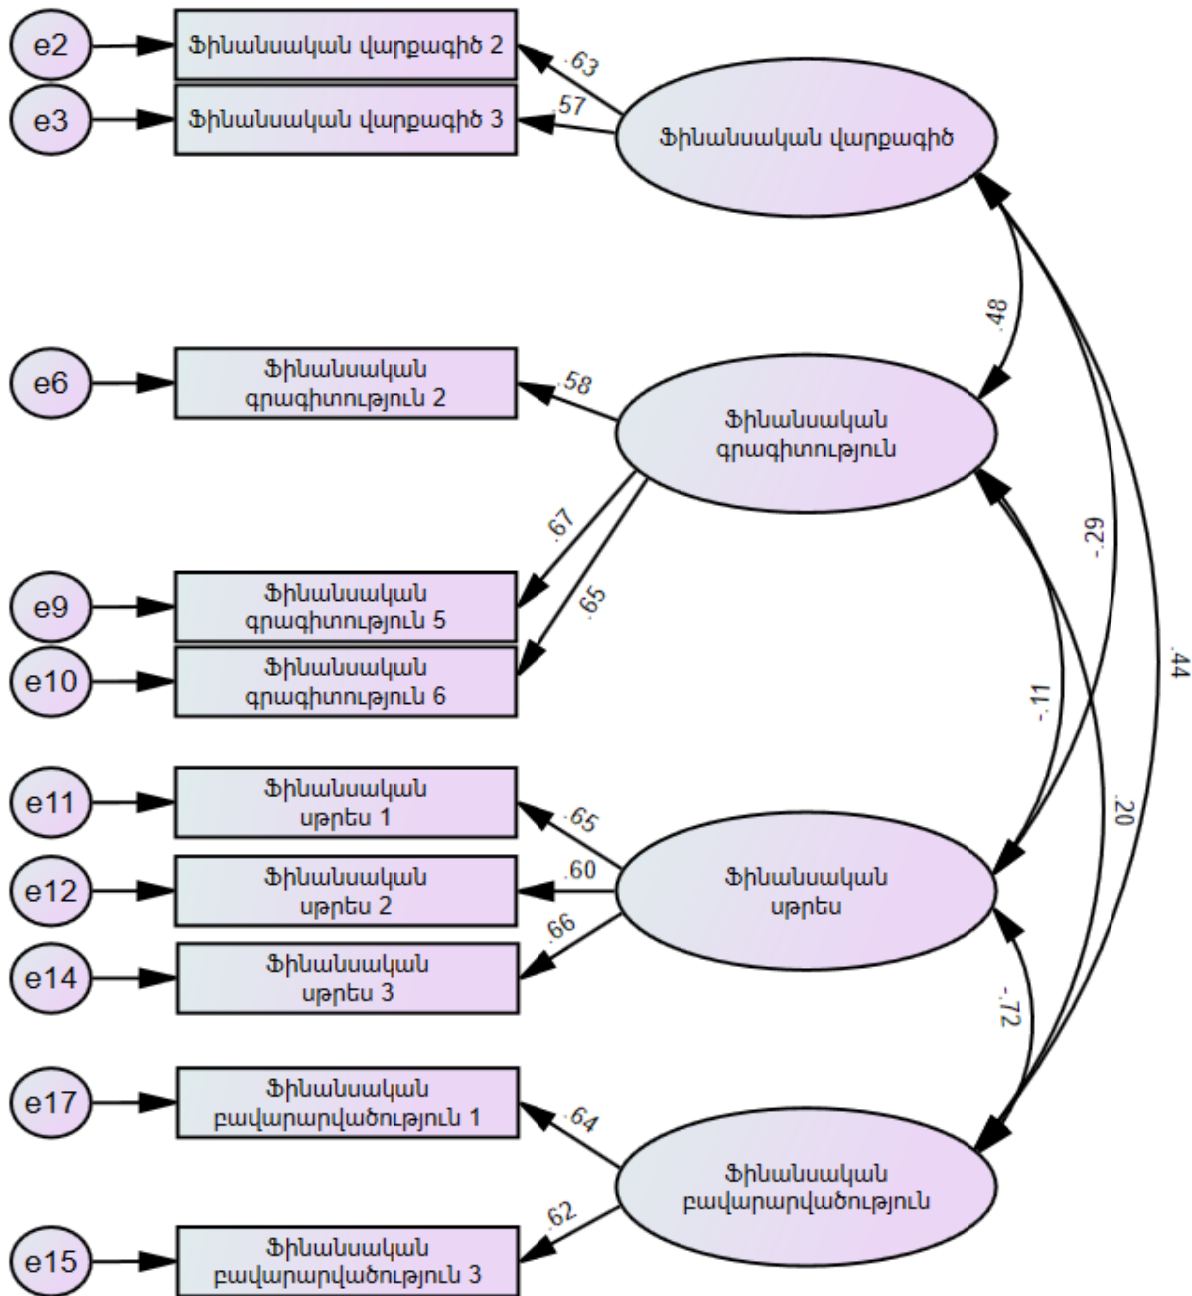 e2
Ֆինանսական վարքագիծ 2
.63
e3
Ֆինանսական վարքագիծ 3
.57
Ֆինանսական վարքագիծ
.48
e6
Ֆինանսական
գրագիտություն 2
.58
Ֆինանսական
գրագիտություն
.67
.65
-.29
e9
Ֆինանսական
գրագիտություն 5
e10
Ֆինանսական
գրագիտություն 6
-.11
.44
.20
e11
Ֆինանսական
սթրես 1
.65
e12
Ֆինանսական
սթրես 2
.60
Ֆինանսական
սթրես
e14
Ֆինանսական
սթրես 3
.66
-.72
e17
Ֆինանսական
բավարարվածություն 1
.64
Ֆինանսական
բավարարվածություն
.62
e15
Ֆինանսական
բավարարվածություն 3